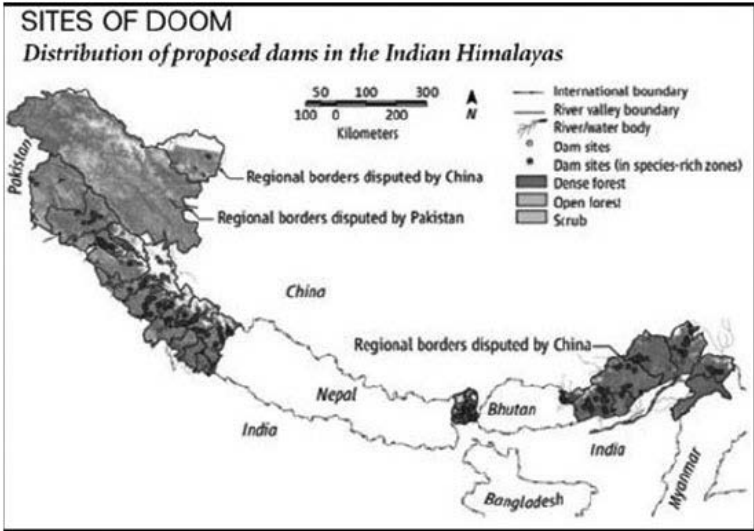 SITES OF DOOM
Distribution of proposed dams in the Indian Himalayas
50 100 300
100 0 200
Kilometers
N
International boundary
River valley boundary
River/water body
Dam sites
Dam sites (in species-rich zones)
Dense forest
Open forest
Scrub
Pakistan
Regional borders disputed by China
Regional borders disputed by Pakistan
China
Regional borders disputed by China
Nepal
Bhutan
India
India
Myanmar
Bangladesh